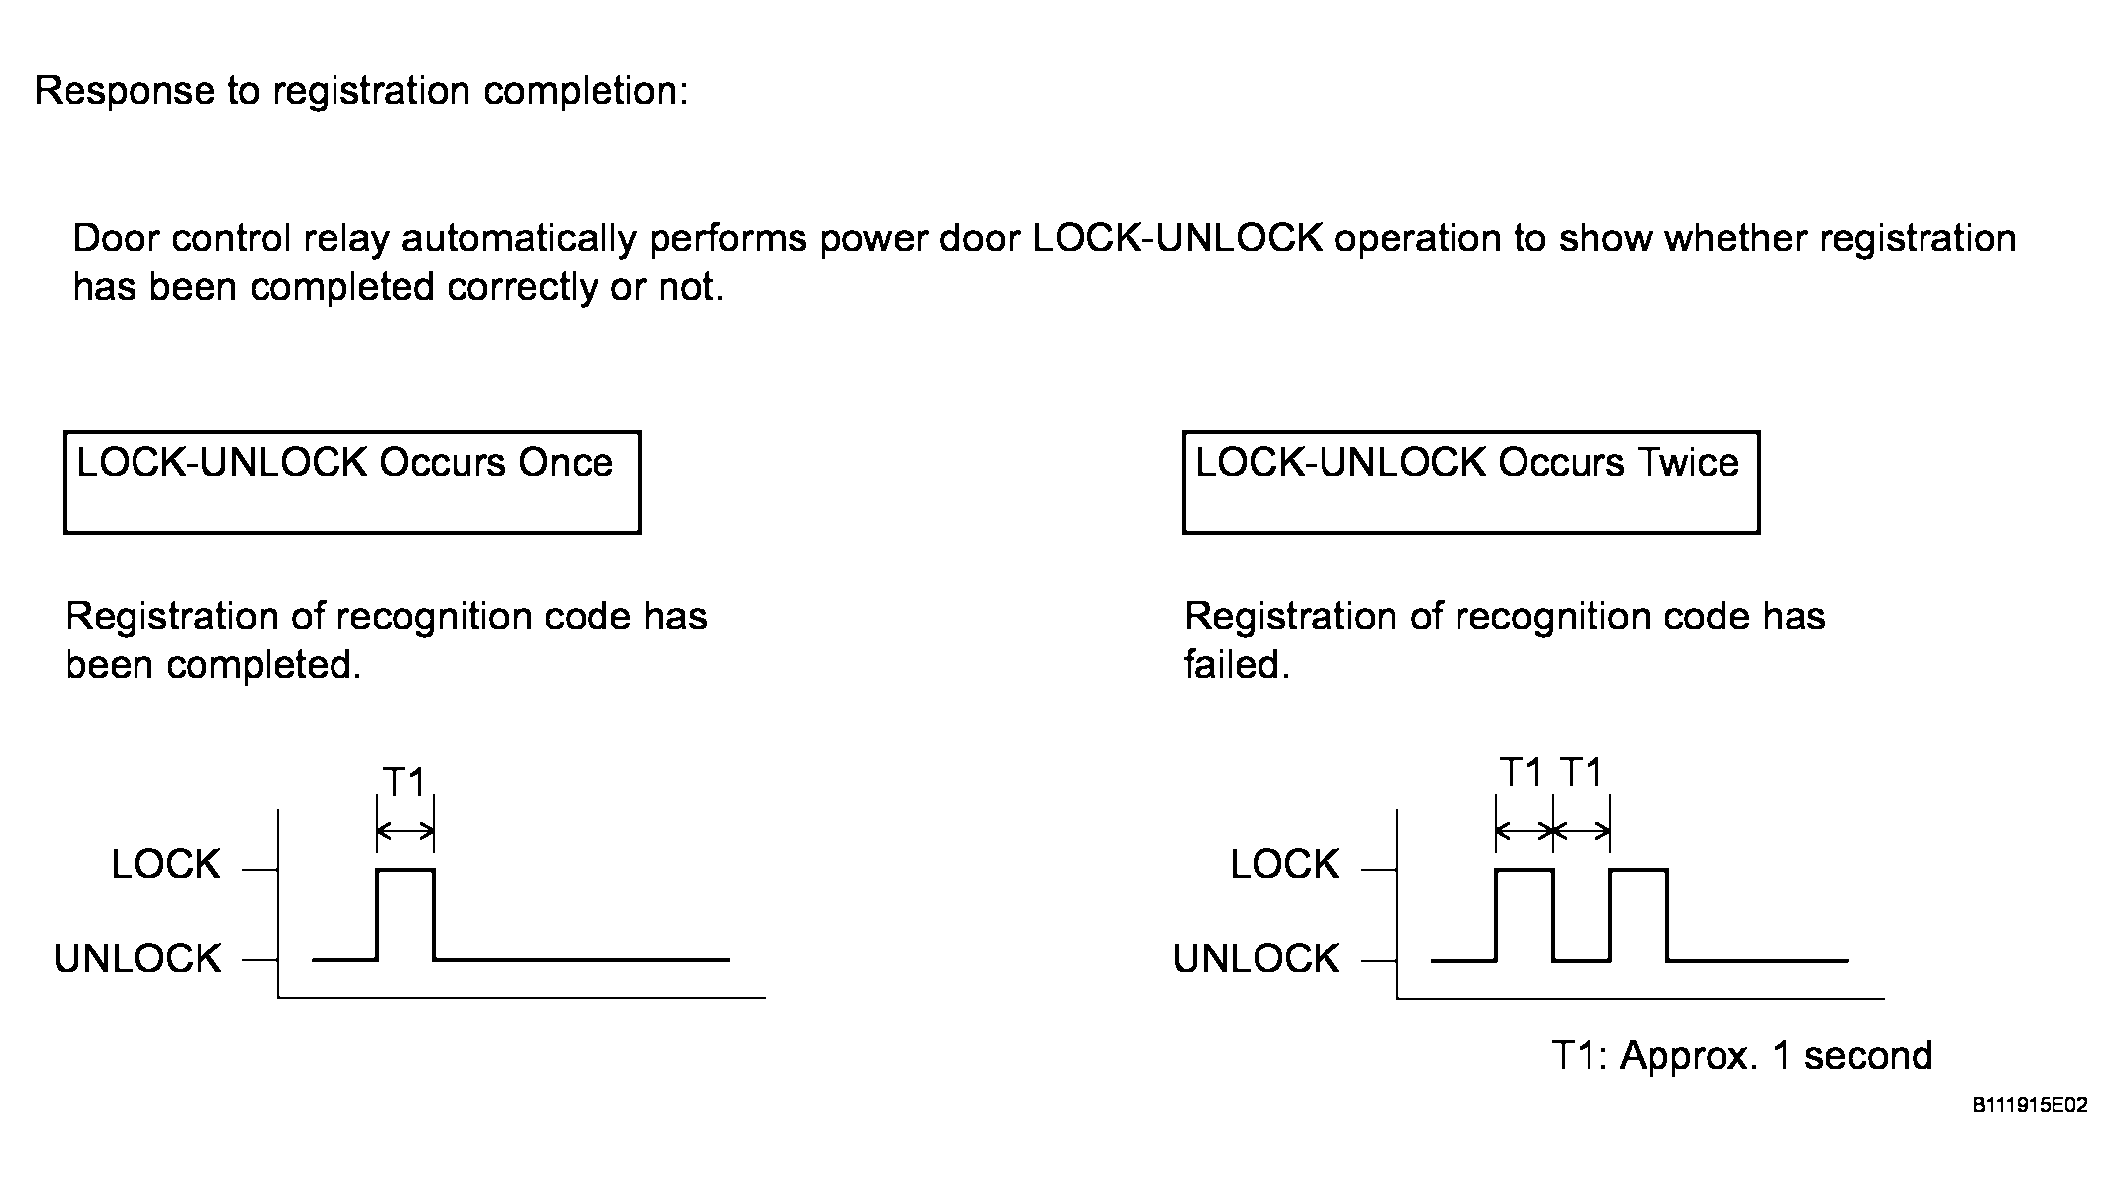 Response to registration completion:
Door control relay automatically performs power door LOCK-UNLOCK operation to show whether registration
has been completed correctly or not.
LOCK-UNLOCK Occurs Once
Registration of recognition code has
been completed.
T1
LOCK
UNLOCK
LOCK-UNLOCK Occurs Twice
Registration of recognition code has
failed.
T1 T1
LOCK
UNLOCK
T1: Approx. 1 second
B111915E02